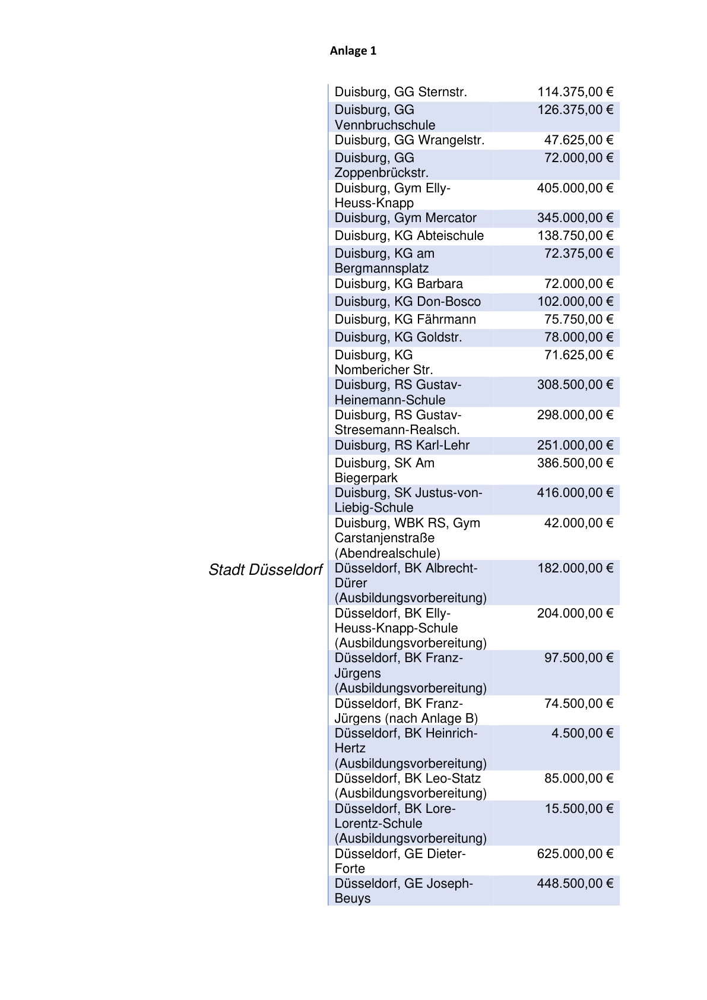 Anlage 1
Duisburg, GG Sternstr. 114.375,00 €
Duisburg, GG 126.375,00 €
Vennbruchschule
Duisburg, GG Wrangelstr. 47.625,00 €
Duisburg, GG 72.000,00 €
Zoppenbrückstr.
Duisburg, Gym Elly- 405.000,00 €
Heuss-Knapp
Duisburg, Gym Mercator 345.000,00 €
Duisburg, KG Abteischule 138.750,00 €
Duisburg, KG am 72.375,00 €
Bergmannsplatz
Duisburg, KG Barbara 72.000,00 €
Duisburg, KG Don-Bosco 102.000,00 €
Duisburg, KG Fährmann 75.750,00 €
Duisburg, KG Goldstr. 78.000,00 €
Duisburg, KG 71.625,00 €
Nombericher Str.
Duisburg, RS Gustav- 308.500,00 €
Heinemann-Schule
Duisburg, RS Gustav- 298.000,00 €
Stresemann-Realsch.
Duisburg, RS Karl-Lehr 251.000,00 €
Duisburg, SK Am 386.500,00 €
Biegerpark
Duisburg, SK Justus-von- 416.000,00 €
Liebig-Schule
Duisburg, WBK RS, Gym 42.000,00 €
Carstanjenstraße
(Abendrealschule)
Stadt Düsseldorf Düsseldorf, BK Albrecht- 182.000,00 €
Dürer
(Ausbildungsvorbereitung)
Düsseldorf, BK Elly- 204.000,00 €
Heuss-Knapp-Schule
(Ausbildungsvorbereitung)
Düsseldorf, BK Franz- 97.500,00 €
Jürgens
(Ausbildungsvorbereitung)
Düsseldorf, BK Franz- 74.500,00 €
Jürgens (nach Anlage B)
Düsseldorf, BK Heinrich- 4.500,00 €
Hertz
(Ausbildungsvorbereitung)
Düsseldorf, BK Leo-Statz 85.000,00 €
(Ausbildungsvorbereitung)
Düsseldorf, BK Lore- 15.500,00 €
Lorentz-Schule
(Ausbildungsvorbereitung)
Düsseldorf, GE Dieter- 625.000,00 €
Forte
Düsseldorf, GE Joseph- 448.500,00 €
Beuys